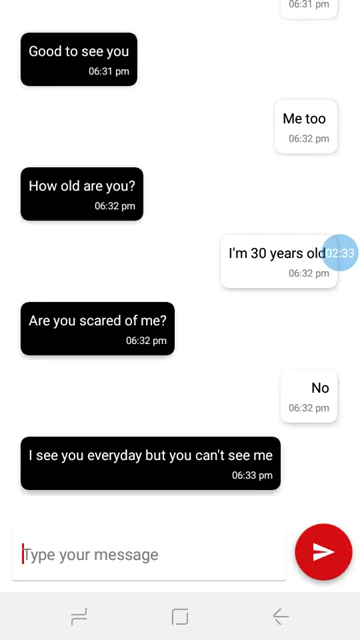 06:31 pm
Good to see you
06:31 pm
Me too
06:32 pm
How old are you?
06:32 pm
I'm 30 years old
02:33
06:32 pm
Are you scared of me?
06:32 pm
No
06:32 pm
I see you everyday but you can't see me
06:33 pm
Type your message